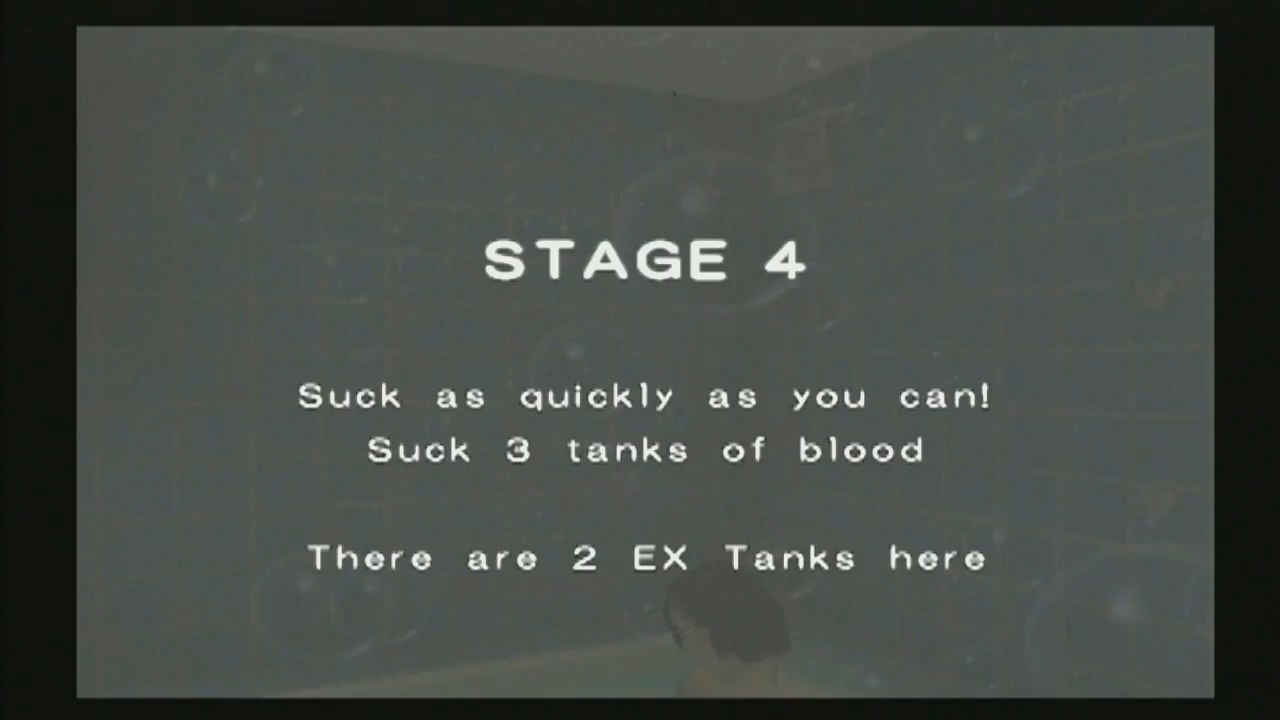 STAGE 4
Suck as quickly as you can!
Suck 3 tanks of blood
There are 2 EX Tanks here